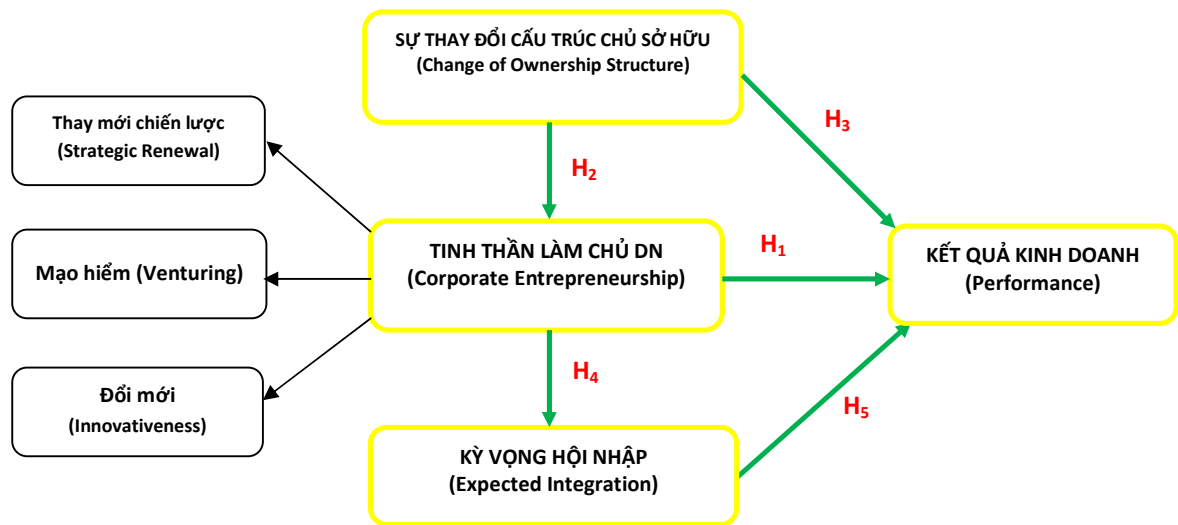 SỰ THAY ĐỔI CẤU TRÚC CHỦ SỞ HỮU
(Change of Ownership Structure)
Thay mới chiến lược
(Strategic Renewal)
H3
H2
Mạo hiểm (Venturing)
TINH THẦN LÀM CHỦ DN
(Corporate Entrepreneurship)
H1
KẾT QUẢ KINH DOANH
(Performance)
Đổi mới
(Innovativeness)
H4
H5
KỲ VỌNG HỘI NHẬP
(Expected Integration)